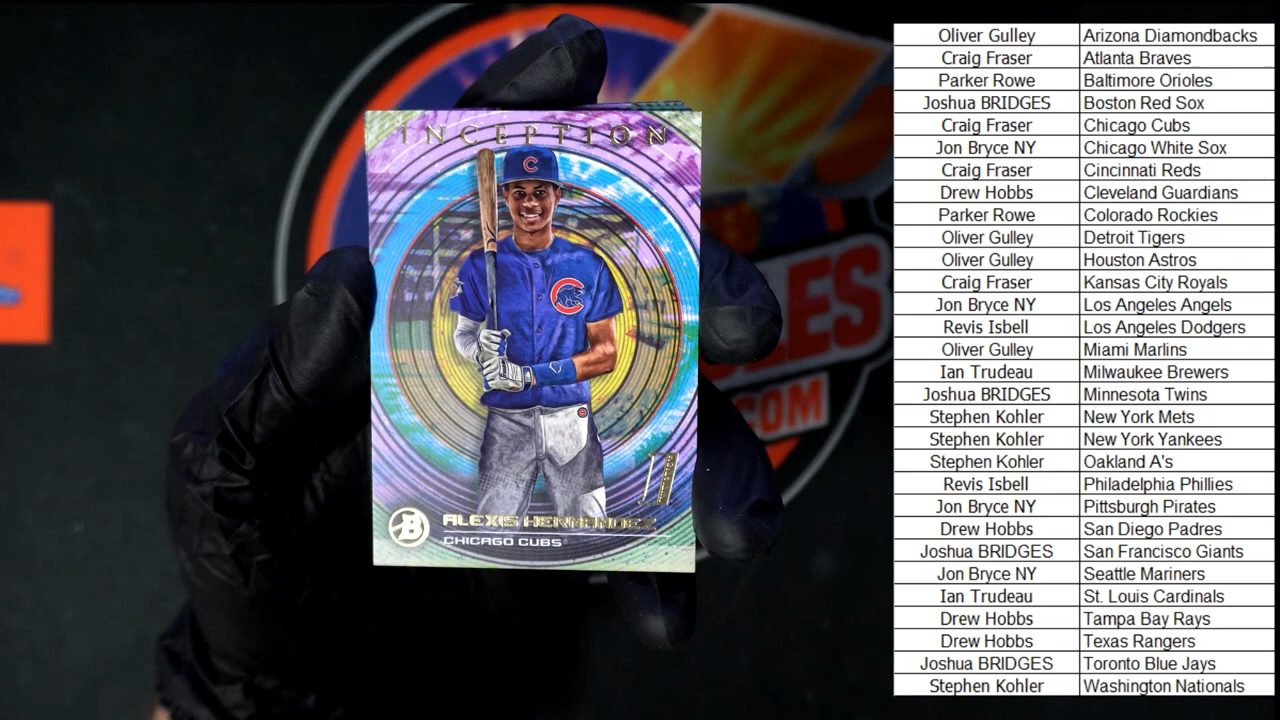 INCEPTION
C
B
ALEXIS HERNANDEZ
CHICAGO CUBS
.COM
Oliver Gulley Arizona Diamondbacks
Craig Fraser Atlanta Braves
Parker Rowe Baltimore Orioles
Joshua BRIDGES Boston Red Sox
Craig Fraser Chicago Cubs
Jon Bryce NY Chicago White Sox
Craig Fraser Cincinnati Reds
Drew Hobbs Cleveland Guardians
Parker Rowe Colorado Rockies
Oliver Gulley Detroit Tigers
Oliver Gulley Houston Astros
Craig Fraser Kansas City Royals
Jon Bryce NY Los Angeles Angels
Revis Isbell Los Angeles Dodgers
Oliver Gulley Miami Marlins
Ian Trudeau Milwaukee Brewers
Joshua BRIDGES Minnesota Twins
Stephen Kohler New York Mets
Stephen Kohler New York Yankees
Stephen Kohler Oakland A's
Revis Isbell Philadelphia Phillies
Jon Bryce NY Pittsburgh Pirates
Drew Hobbs San Diego Padres
Joshua BRIDGES San Francisco Giants
Jon Bryce NY Seattle Mariners
Ian Trudeau St. Louis Cardinals
Drew Hobbs Tampa Bay Rays
Drew Hobbs Texas Rangers
Joshua BRIDGES Toronto Blue Jays
Stephen Kohler Washington Nationals